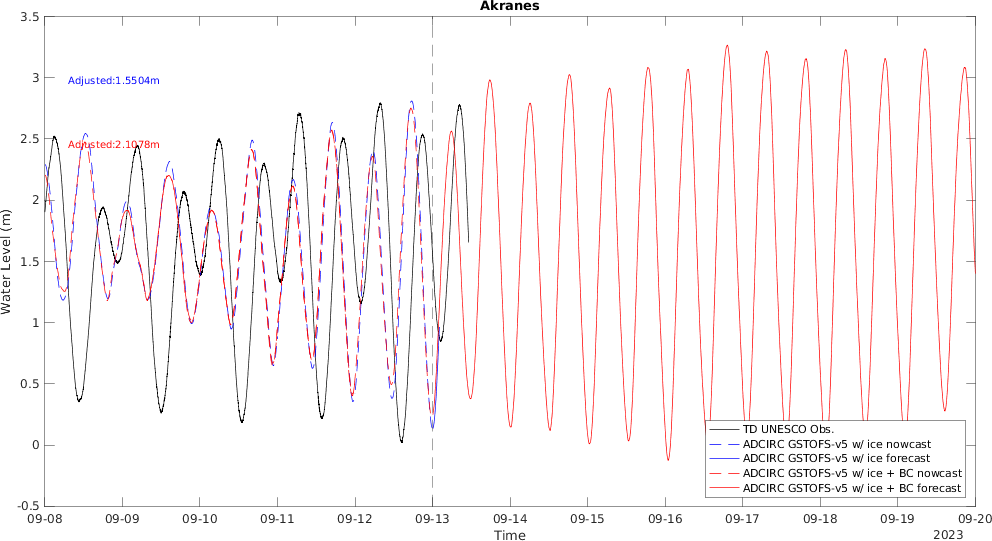 Akranes
3.5
3
2.5
2
1.5
1
0.5
0
-0.5
Water Level (m)
Adjusted:1.5504m
Adjusted:2.1078m
TD UNESCO Obs.
ADCIRC GSTOFS-v5 w/ ice nowcast
ADCIRC GSTOFS-v5 w/ ice forecast
ADCIRC GSTOFS-v5 w/ ice + BC nowcast
ADCIRC GSTOFS-v5 w/ ice + BC forecast
09-08 09-09 09-10 09-11 09-12 09-13 09-14 09-15 09-16 09-17 09-18 09-19 09-20
Time
2023